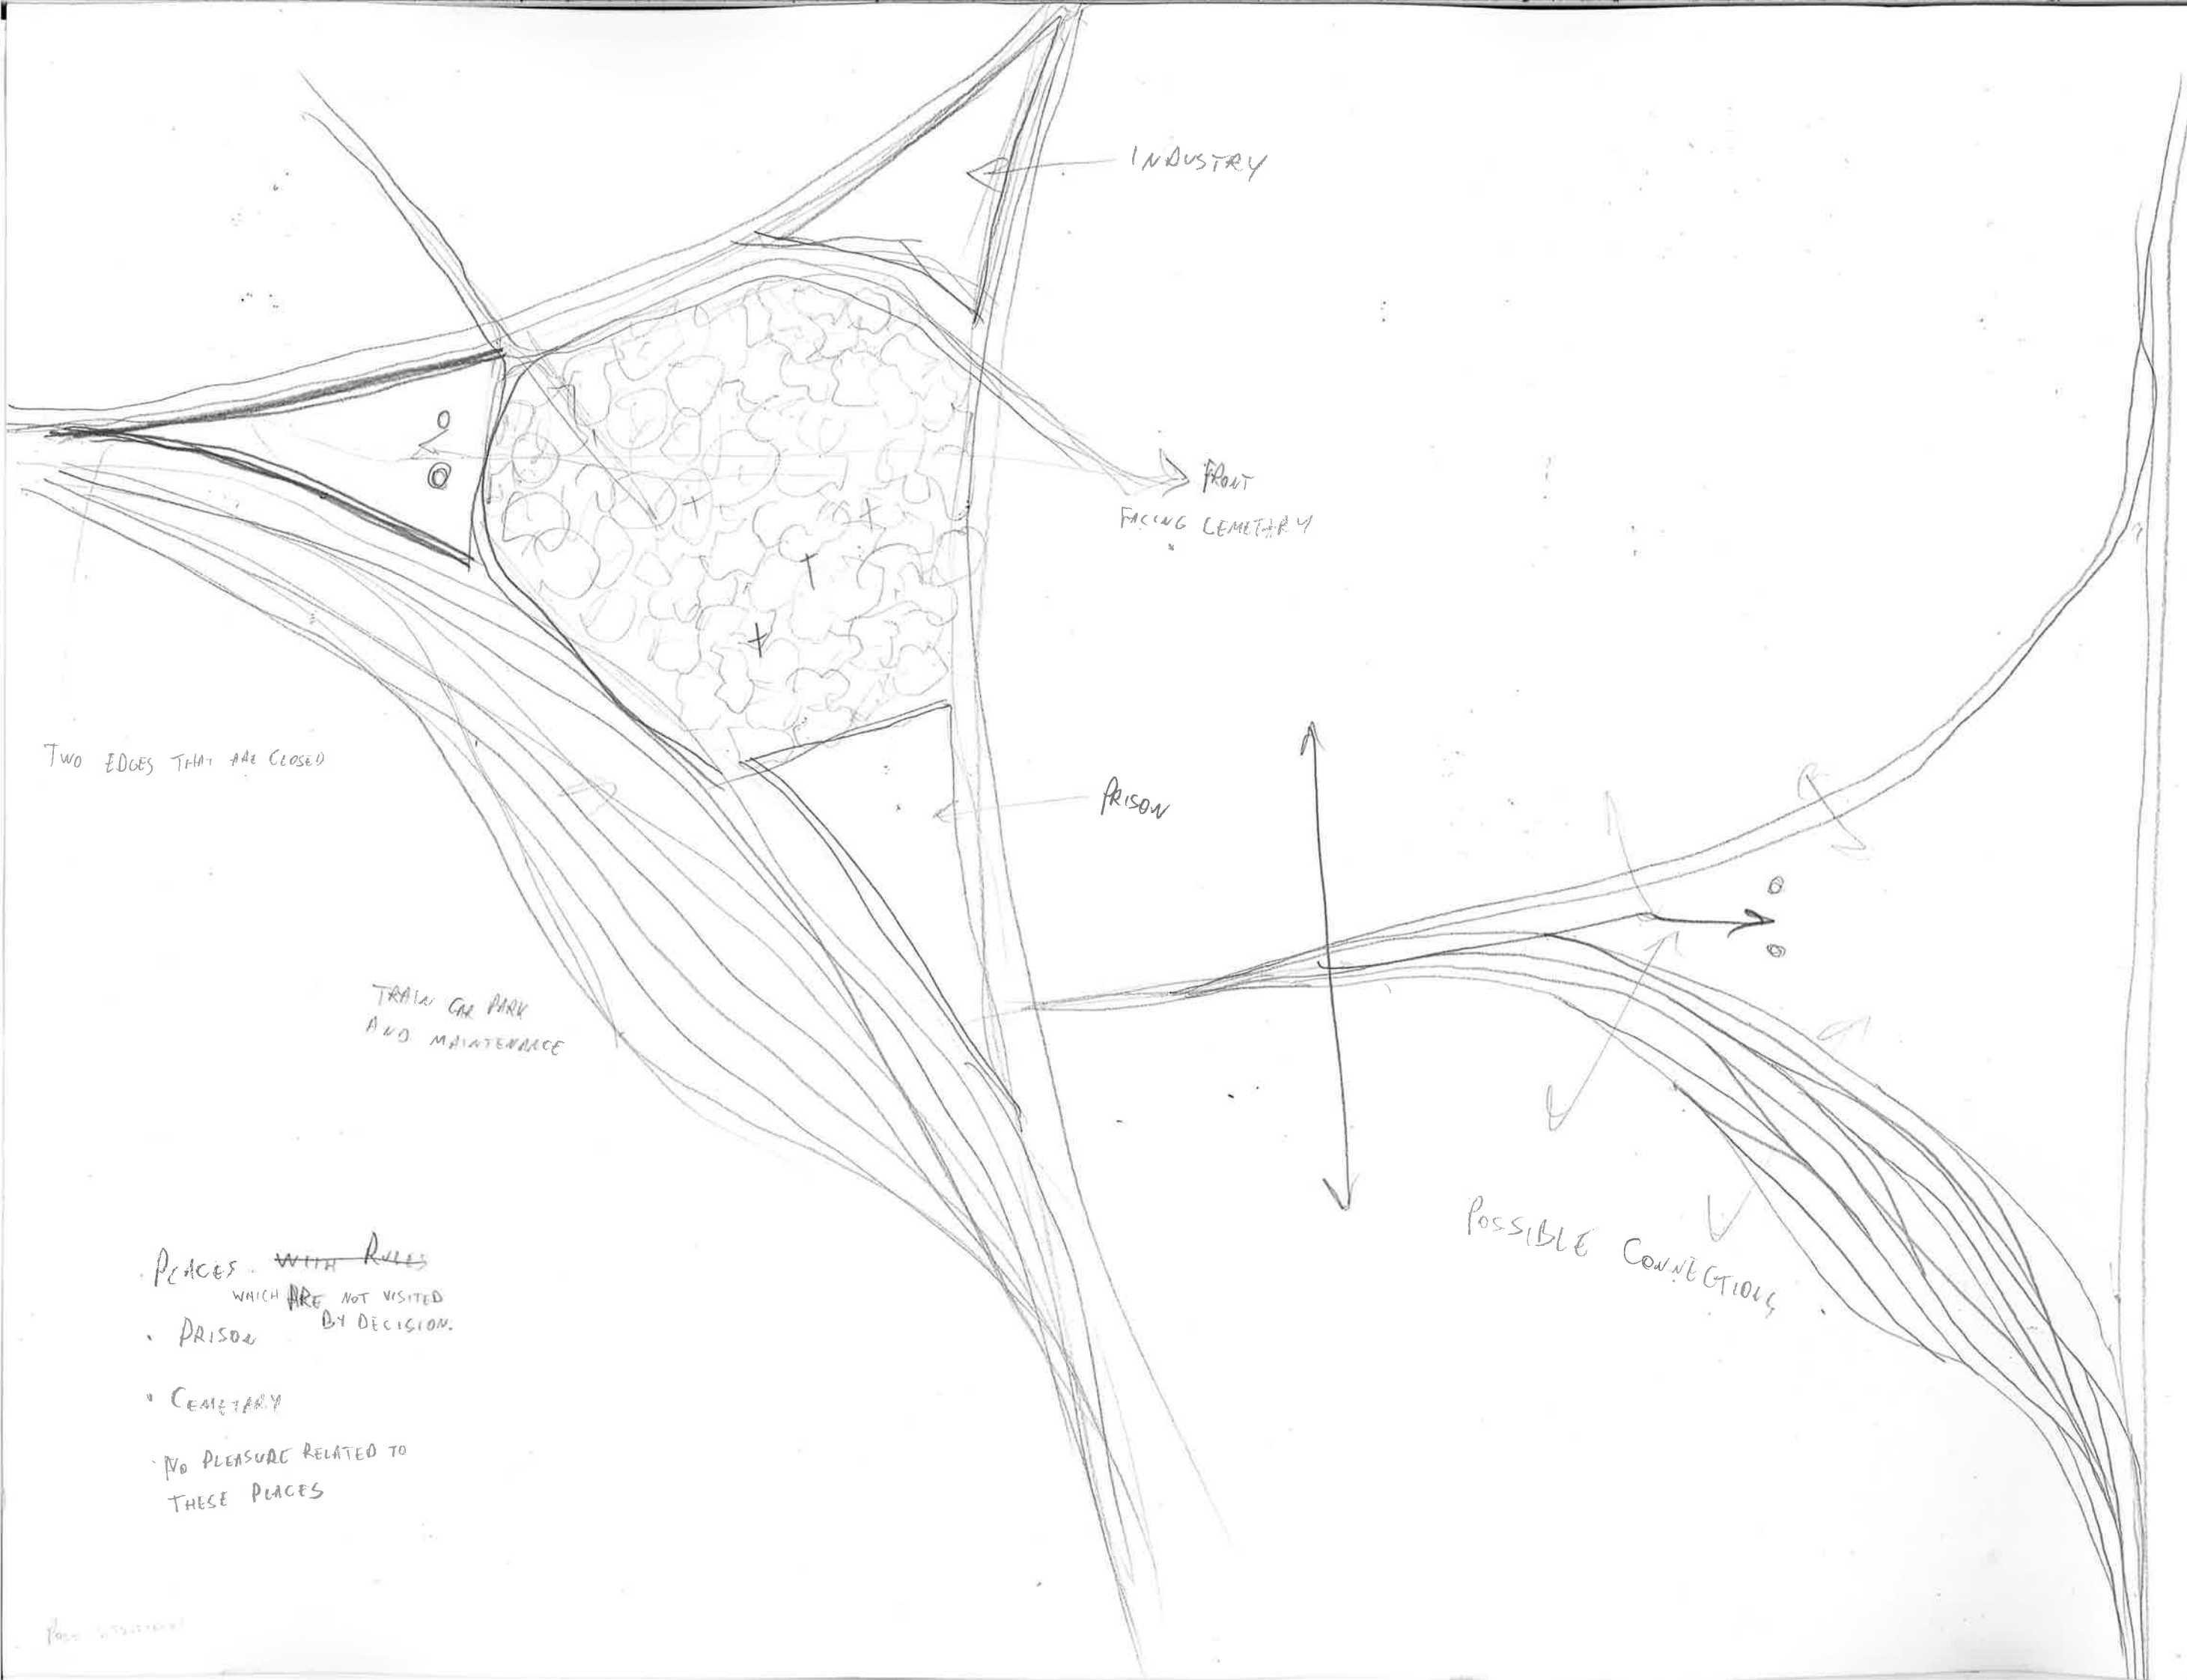 INDUSTRY
FRONT
FACING CEMETARY
TWO EDGES THAT ARE CLOSED
PRISON
TRAIN CAR PARK
AND MAINTENANCE
POSSIBLE CONNECTIONS
· PLACES WITH RULES
WHICH ARE NOT VISITED
BY DECISION.
· PRISON
· CEMETARY
· NO PLEASURE RELATED TO
THESE PLACES